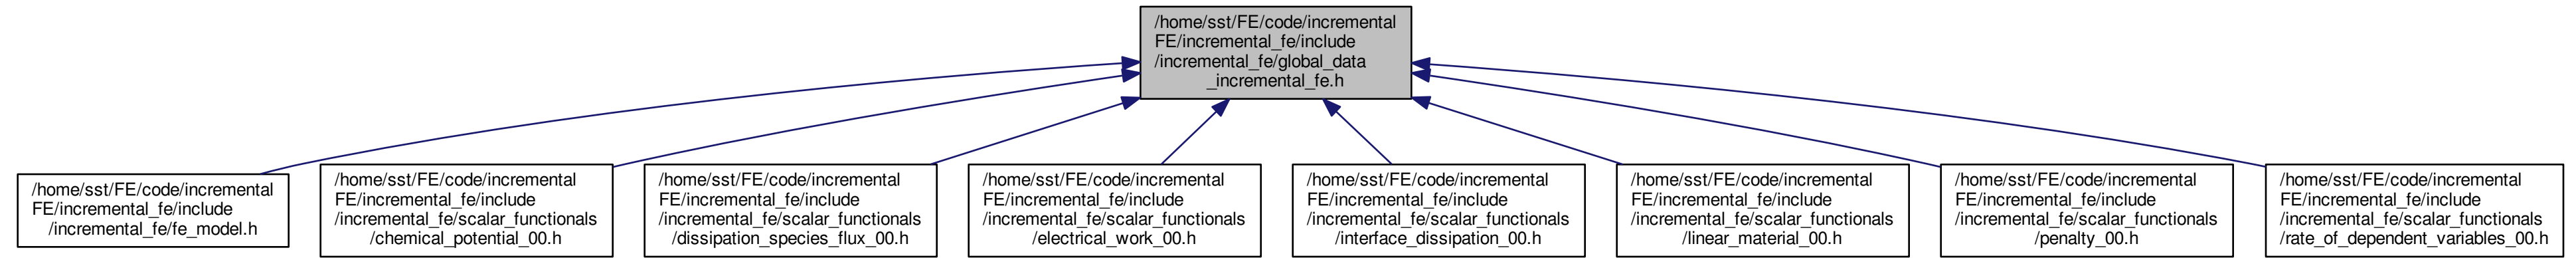 /home/sst/FE/code/incremental
FE/incremental_fe/include
/incremental_fe/global_data
_incremental_fe.h
/home/sst/FE/code/incremental
FE/incremental_fe/include
/incremental_fe/fe_model.h
/home/sst/FE/code/incremental
FE/incremental_fe/include
/incremental_fe/scalar_functionals
/chemical_potential_00.h
/home/sst/FE/code/incremental
FE/incremental_fe/include
/incremental_fe/scalar_functionals
/dissipation_species_flux_00.h
/home/sst/FE/code/incremental
FE/incremental_fe/include
/incremental_fe/scalar_functionals
/electrical_work_00.h
/home/sst/FE/code/incremental
FE/incremental_fe/include
/incremental_fe/scalar_functionals
/interface_dissipation_00.h
/home/sst/FE/code/incremental
FE/incremental_fe/include
/incremental_fe/scalar_functionals
/linear_material_00.h
/home/sst/FE/code/incremental
FE/incremental_fe/include
/incremental_fe/scalar_functionals
/penalty_00.h
/home/sst/FE/code/incremental
FE/incremental_fe/include
/incremental_fe/scalar_functionals
/rate_of_dependent_variables_00.h